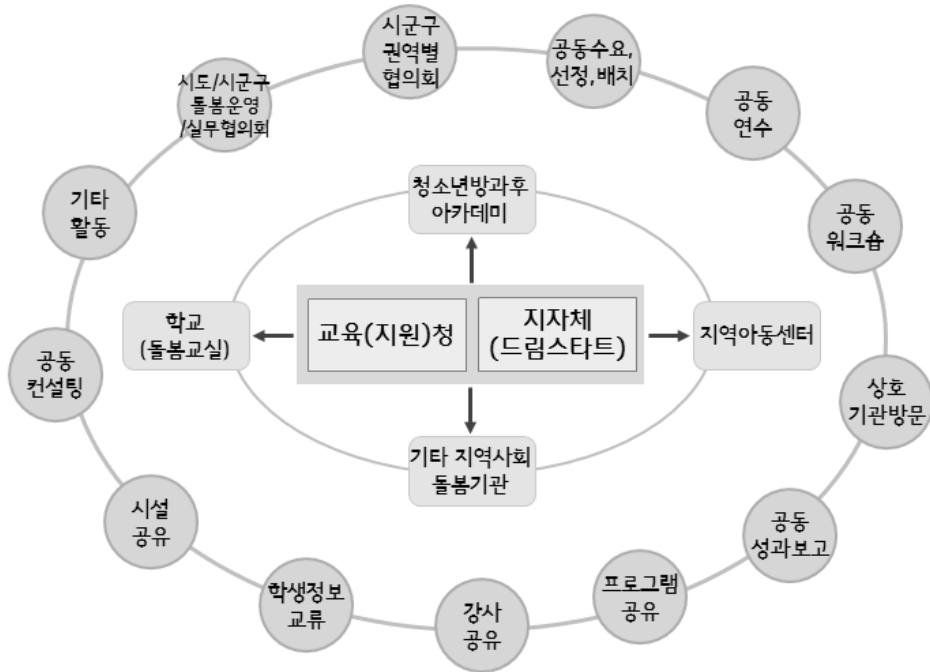 시군구
권역별
협의회
공동수요,
선정,배치
시도/시군구
돌봄운영
/실무협의회
공동
연수
기타
활동
청소년방과후
아카데미
공동
워크숍
학교
(돌봄교실)
교육(지원)청
지자체
(드림스타트)
지역아동센터
공동
컨설팅
상호
기관방문
기타 지역사회
돌봄기관
시설
공유
공동
성과보고
학생정보
교류
강사
공유
프로그램
공유